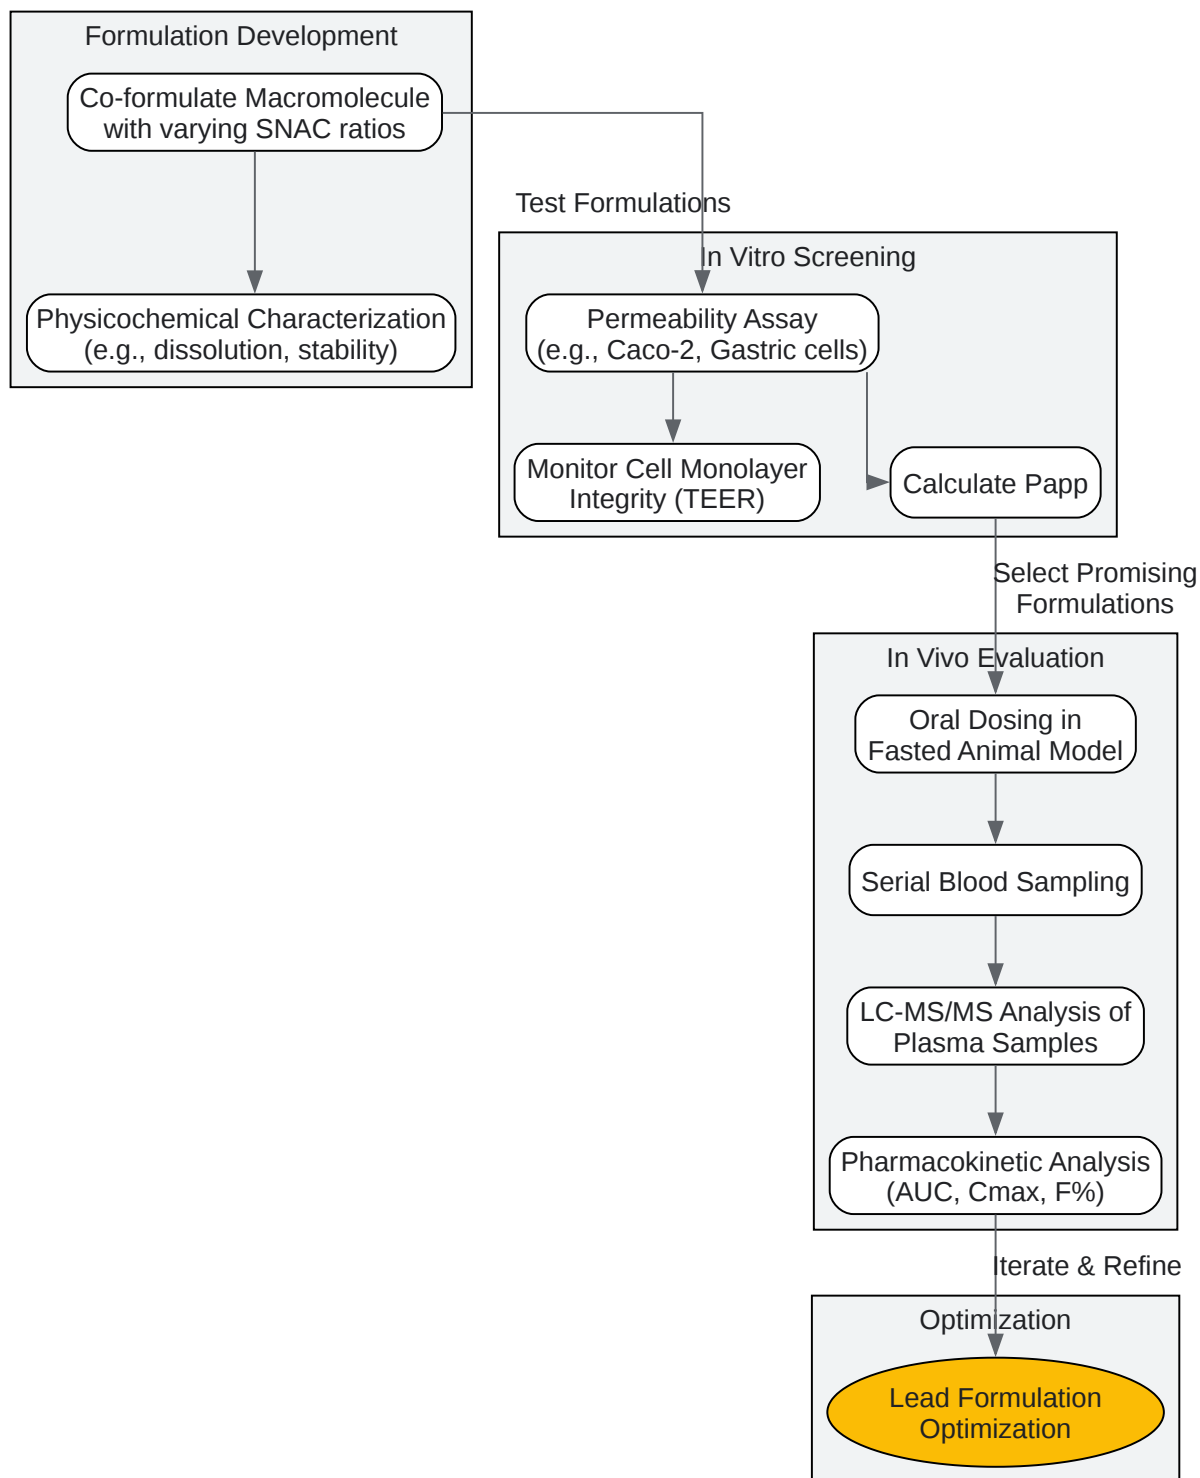 Formulation Development
Co-formulate Macromolecule
with varying SNAC ratios
Physicochemical Characterization
(e.g., dissolution, stability)
Test Formulations
In Vitro Screening
Permeability Assay
(e.g., Caco-2, Gastric cells)
Monitor Cell Monolayer
Integrity (TEER)
Calculate Papp
Select Promising
Formulations
In Vivo Evaluation
Oral Dosing in
Fasted Animal Model
Serial Blood Sampling
LC-MS/MS Analysis of
Plasma Samples
Pharmacokinetic Analysis
(AUC, Cmax, F%)
Iterate & Refine
Optimization
Lead Formulation
Optimization